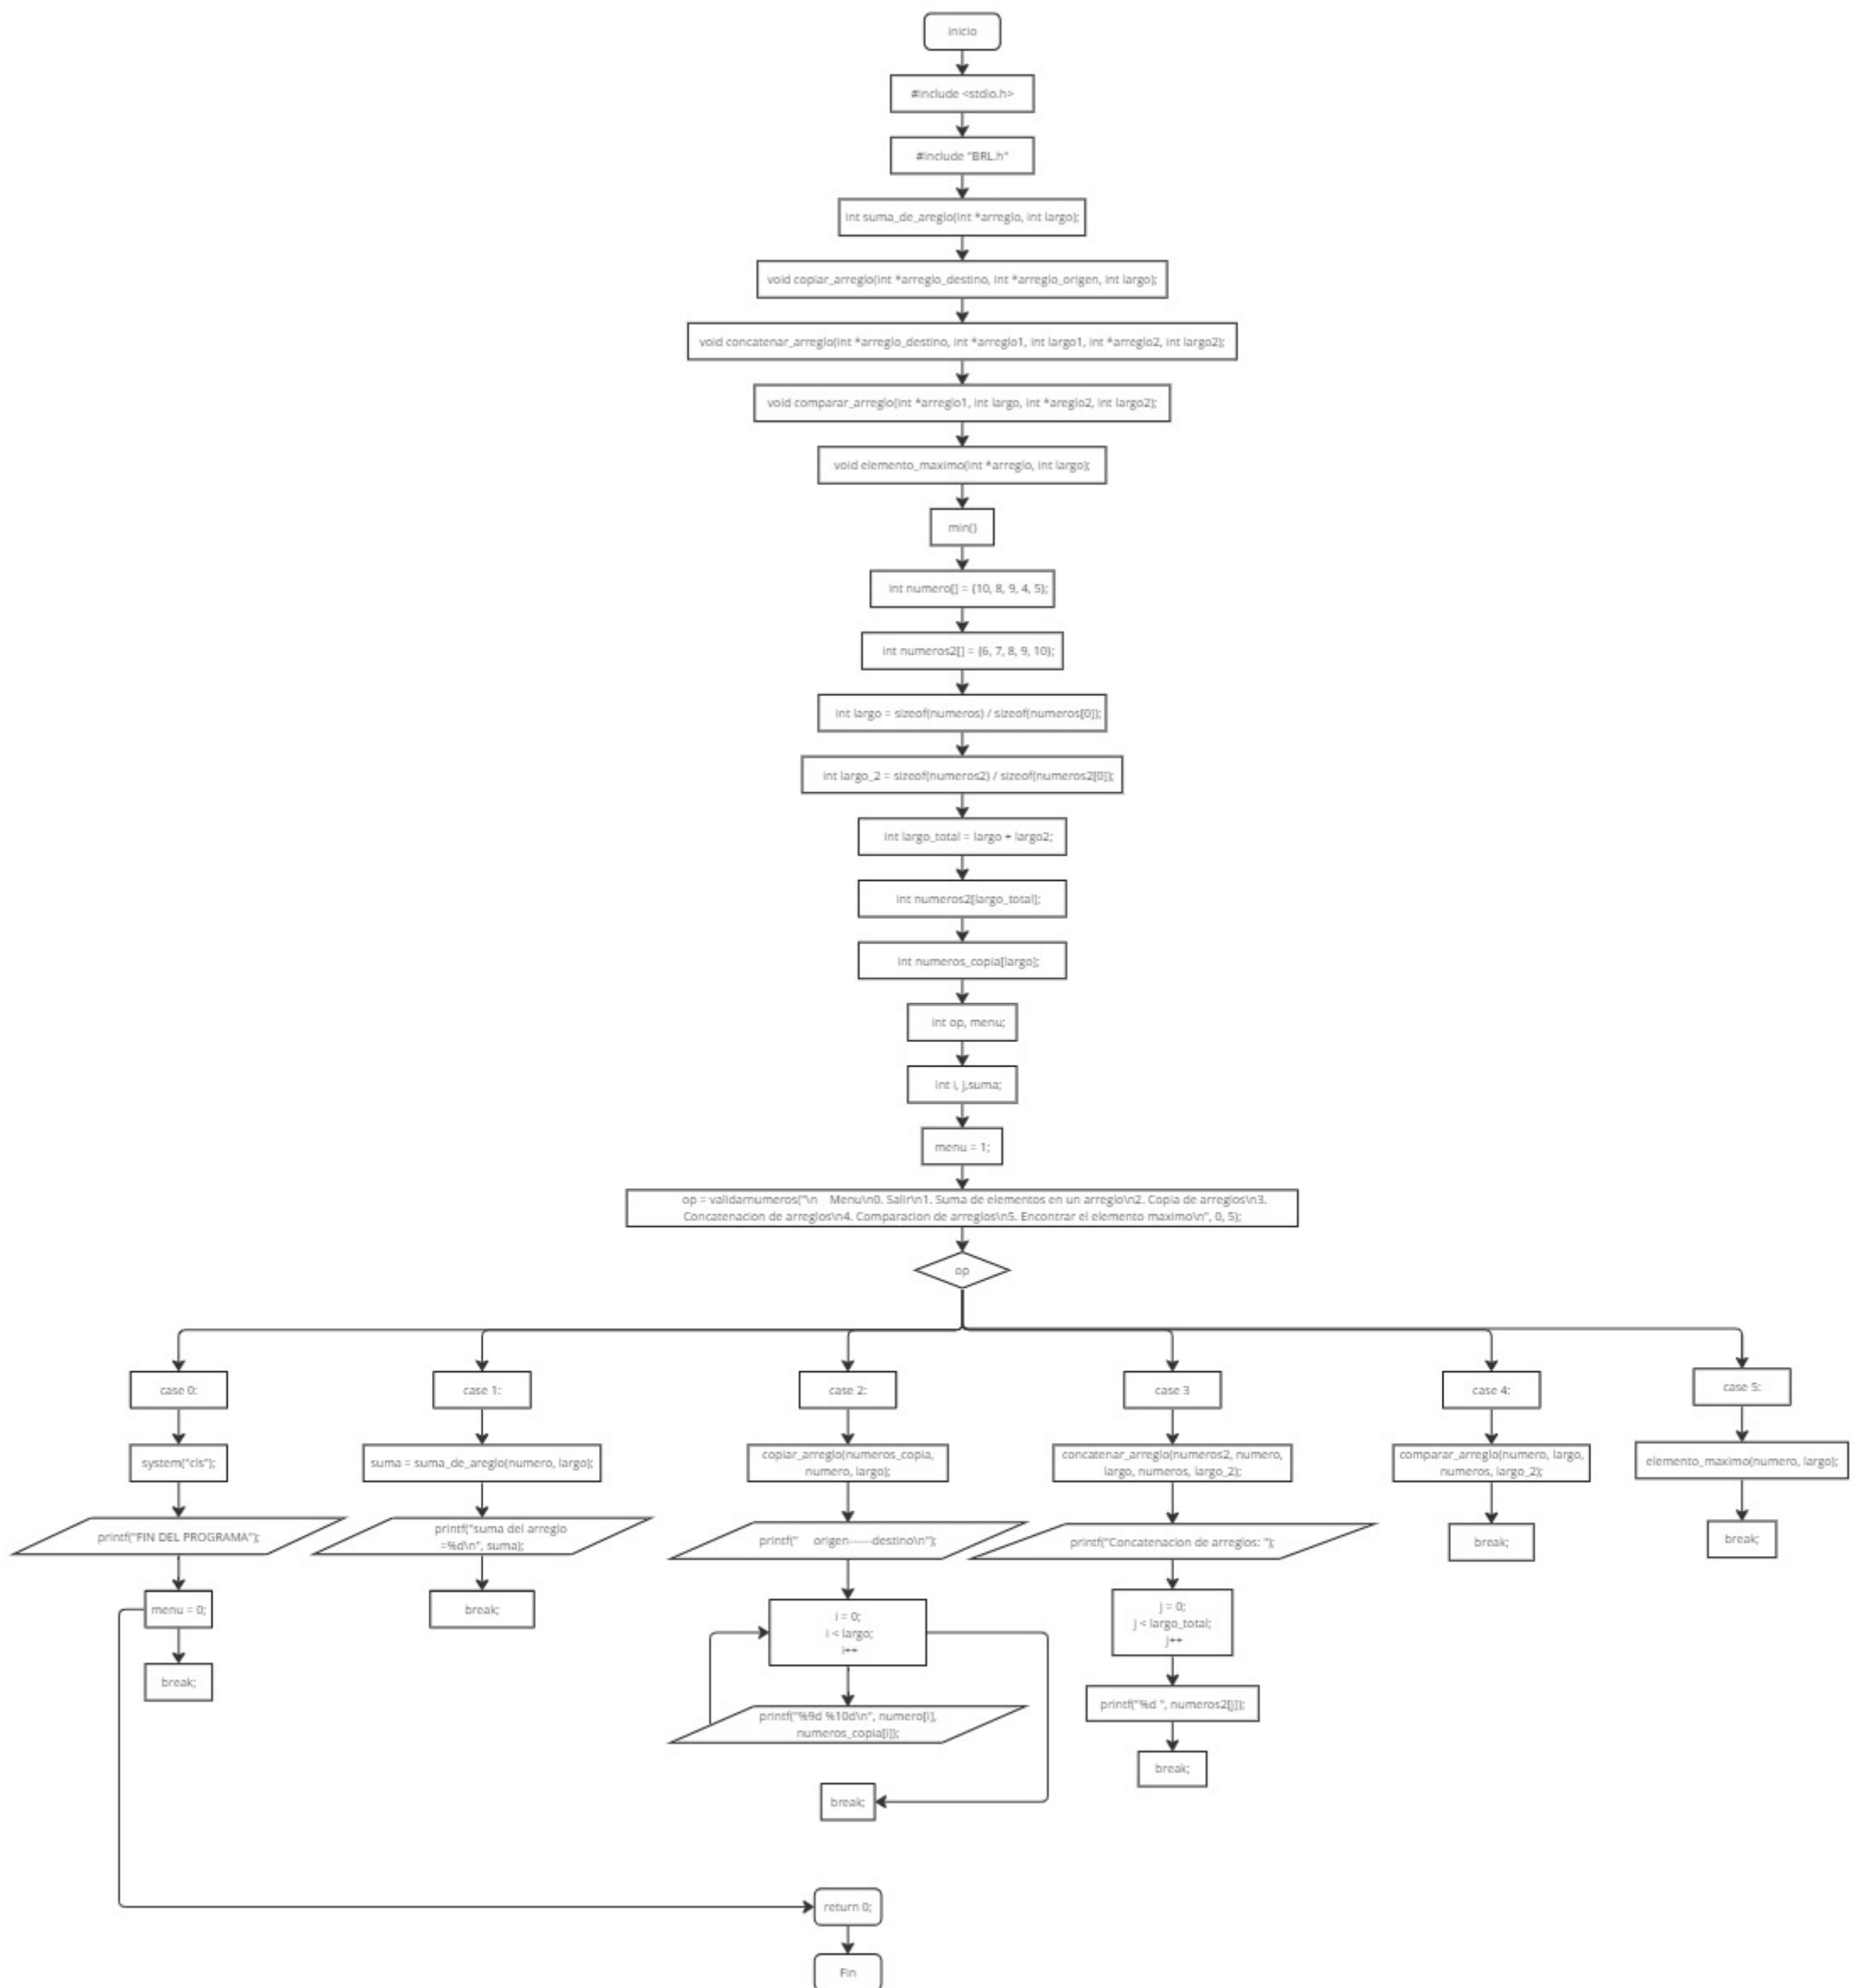 inicio
#include <stdio.h>
#include "BRL.h"
int suma_de_areglo(int *arreglo, int largo);
void copiar_arreglo(int *arreglo_destino, int *arreglo_origen, int largo);
void concatenar_arreglo(int *arreglo_destino, int *arreglo1, int largo1, int *arreglo2, int largo2);
void comparar_arreglo(int *arreglo1, int largo, int *areglo2, int largo2);
void elemento_maximo(int *arreglo, int largo);
min()
int numero[] = {10, 8, 9, 4, 5};
int numeros2[] = {6, 7, 8, 9, 10};
int largo = sizeof(numeros) / sizeof(numeros[0]);
int largo_2 = sizeof(numeros2) / sizeof(numeros2[0]);
int largo_total = largo + largo2;
int numeros2[largo_total];
int numeros_copia[largo];
int op, menu;
int i, j,suma;
menu = 1;
op = validarnumeros("\n    Menu\n0. Salir\n1. Suma de elementos en un arreglo\n2. Copia de arreglos\n3.
Concatenacion de arreglos\n4. Comparacion de arreglos\n5. Encontrar el elemento maximo\n", 0, 5);
op
case 0:
system("cls");
printf("FIN DEL PROGRAMA");
menu = 0;
break;
case 1:
suma = suma_de_areglo(numero, largo);
printf("suma del arreglo
=%d\n", suma);
break;
case 2:
copiar_arreglo(numeros_copia,
numero, largo);
printf("    origen------destino\n");
i = 0;
i < largo;
i++
printf("%9d %10d\n", numero[i],
numeros_copia[i]);
break;
case 3
concatenar_arreglo(numeros2, numero,
largo, numeros, largo_2);
printf("Concatenacion de arreglos: ");
j = 0;
j < largo_total;
j++
printf("%d ", numeros2[j]);
break;
case 4:
comparar_arreglo(numero, largo,
numeros, largo_2);
break;
case 5:
elemento_maximo(numero, largo);
break;
return 0;
Fin